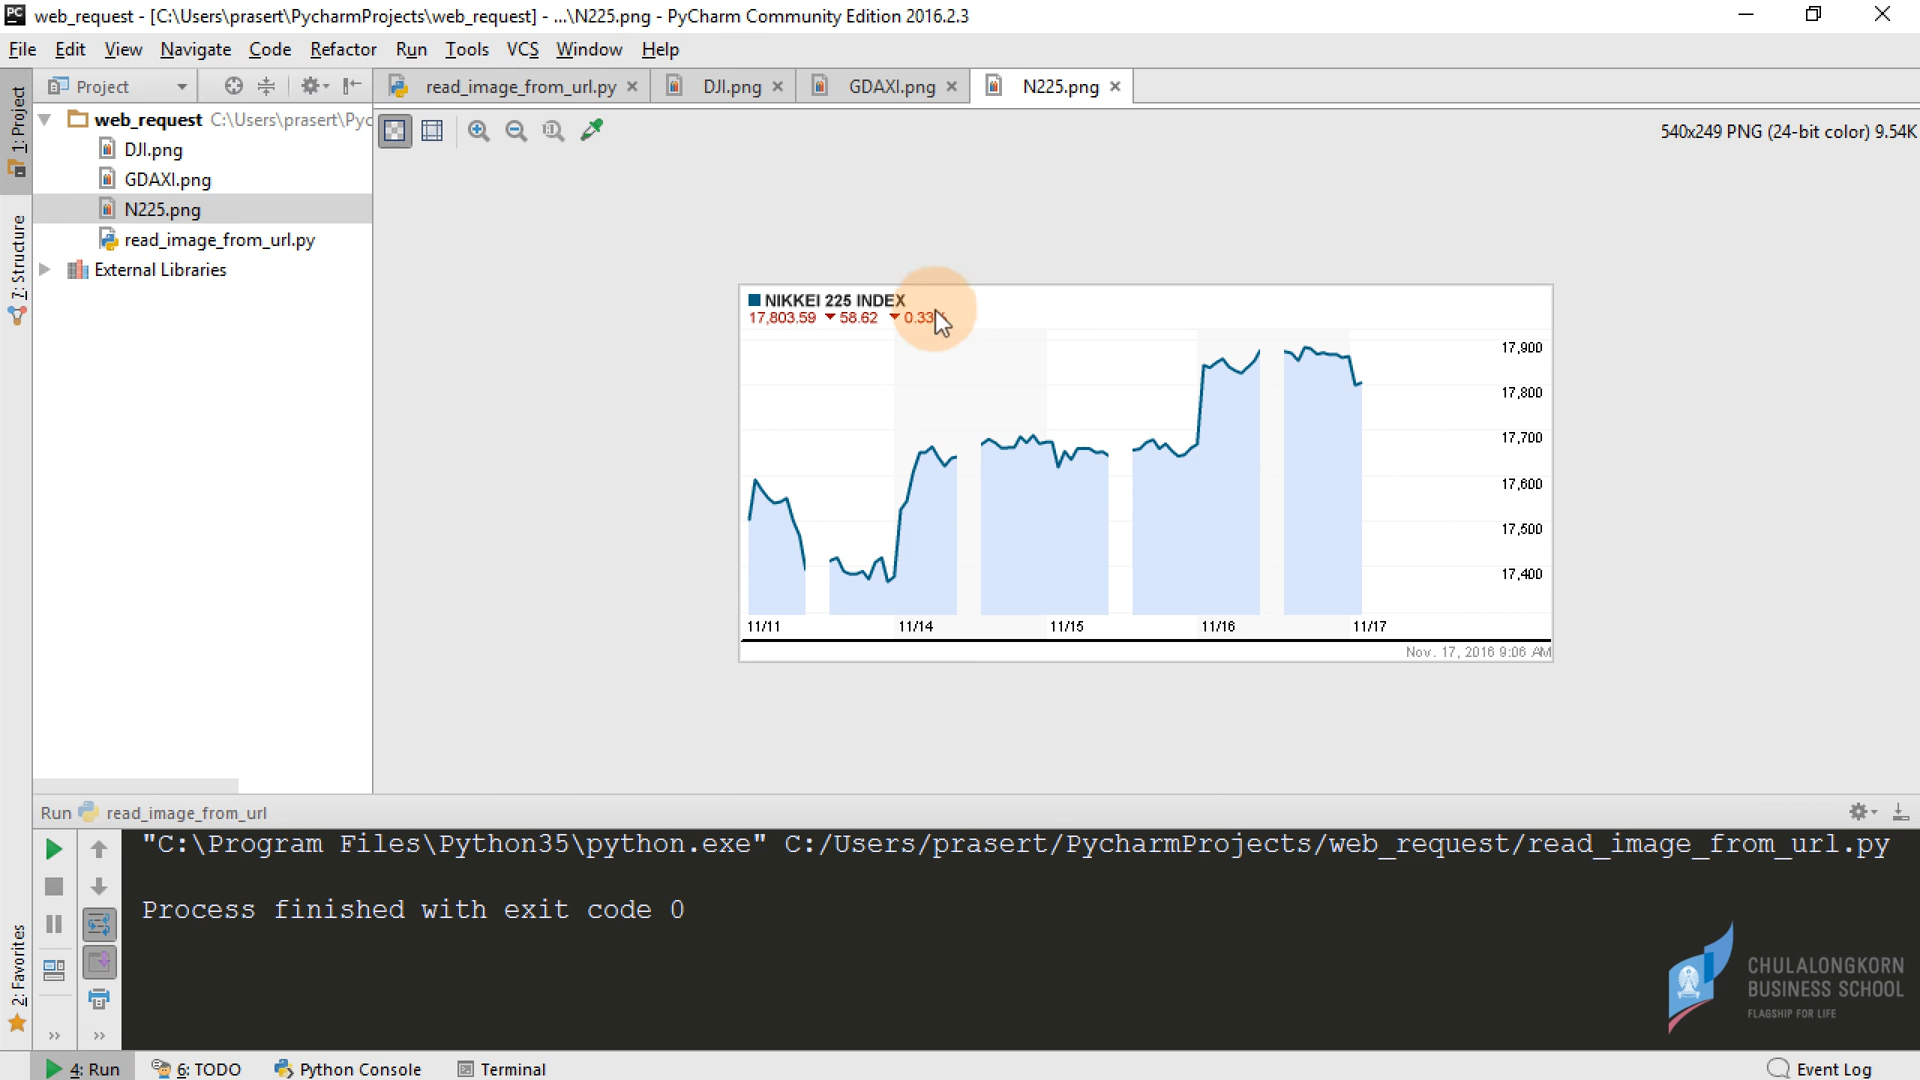 PC web_request - [C:\Users\prasert\PycharmProjects\web_request] - ...\N225.png - PyCharm Community Edition 2016.2.3
File Edit View Navigate Code Refactor Run Tools VCS Window Help
Project
read_image_from_url.py
DJI.png
GDAXI.png
N225.png
1: Project
7: Structure
2: Favorites
web_request C:\Users\prasert\Pyc
DJI.png
GDAXI.png
N225.png
read_image_from_url.py
External Libraries
540x249 PNG (24-bit color) 9.54K
NIKKEI 225 INDEX
17,803.59 ▼ 58.62 ▼ 0.33
17,900
17,800
17,700
17,600
17,500
17,400
11/11 11/14 11/15 11/16 11/17
Nov. 17, 2016 9:06 AM
Run read_image_from_url
"C:\Program Files\Python35\python.exe" C:/Users/prasert/PycharmProjects/web_request/read_image_from_url.py
Process finished with exit code 0
CHULALONGKORN
BUSINESS SCHOOL
FLAGSHIP FOR LIFE
4: Run 6: TODO Python Console Terminal Event Log